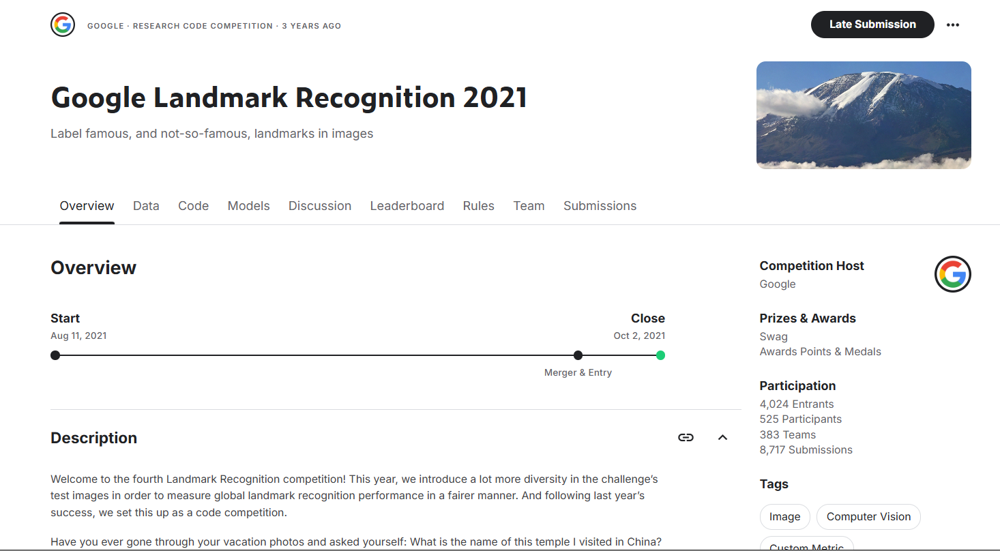 GOOGLE · RESEARCH CODE COMPETITION · 3 YEARS AGO
Late Submission
Google Landmark Recognition 2021
Label famous, and not-so-famous, landmarks in images
Overview
Data
Code
Models
Discussion
Leaderboard
Rules
Team
Submissions
Overview
Start
Aug 11, 2021
Close
Oct 2, 2021
Merger & Entry
Description
Welcome to the fourth Landmark Recognition competition! This year, we introduce a lot more diversity in the challenge’s
test images in order to measure global landmark recognition performance in a fairer manner. And following last year’s
success, we set this up as a code competition.
Have you ever gone through your vacation photos and asked yourself: What is the name of this temple I visited in China?
Competition Host
Google
Prizes & Awards
Swag
Awards Points & Medals
Participation
4,024 Entrants
525 Participants
383 Teams
8,717 Submissions
Tags
Image
Computer Vision
Custom Metric